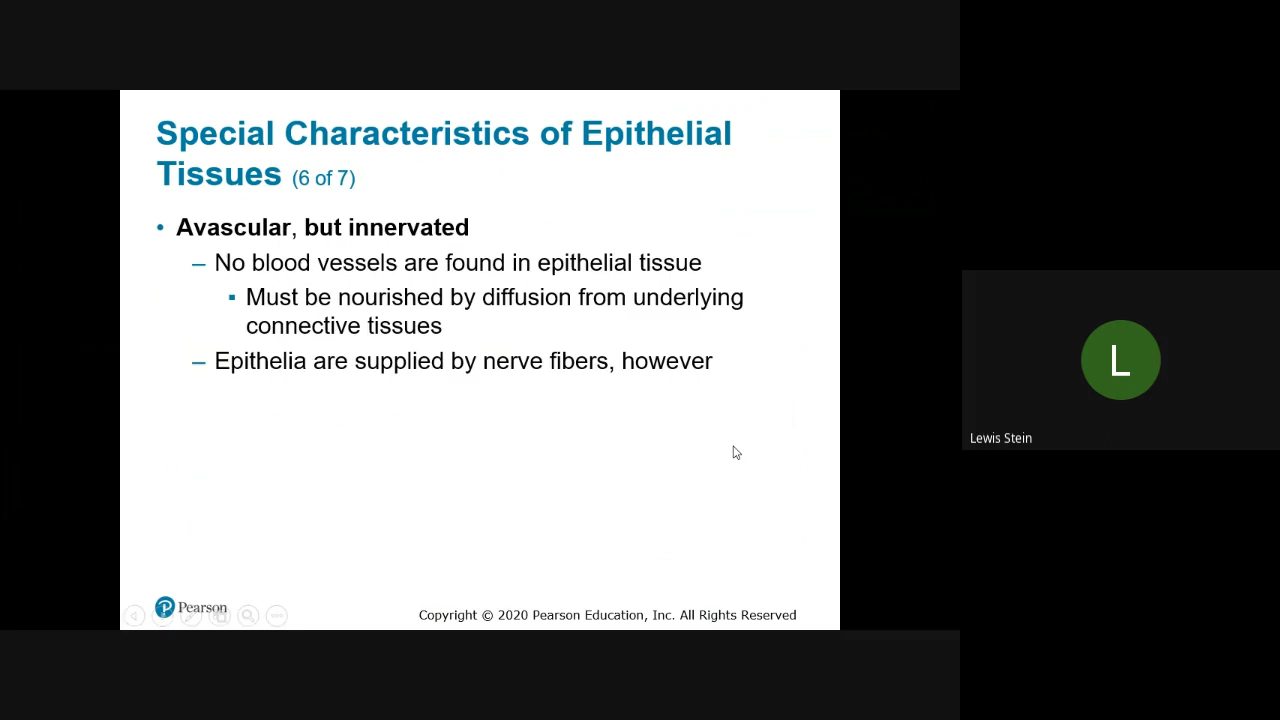 Special Characteristics of Epithelial
Tissues (6 of 7)
• Avascular, but innervated
– No blood vessels are found in epithelial tissue
▪ Must be nourished by diffusion from underlying
connective tissues
– Epithelia are supplied by nerve fibers, however
L
Lewis Stein
P Pearson
Copyright © 2020 Pearson Education, Inc. All Rights Reserved